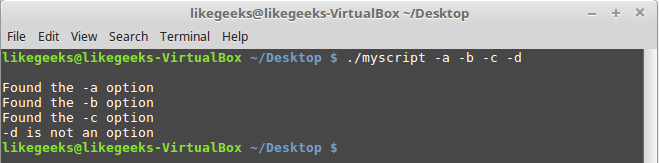 likegeeks@likegeeks-VirtualBox ~/Desktop
File Edit View Search Terminal Help
likegeeks@likegeeks-VirtualBox ~/Desktop $ ./myscript -a -b -c -d
Found the -a option
Found the -b option
Found the -c option
-d is not an option
likegeeks@likegeeks-VirtualBox ~/Desktop $